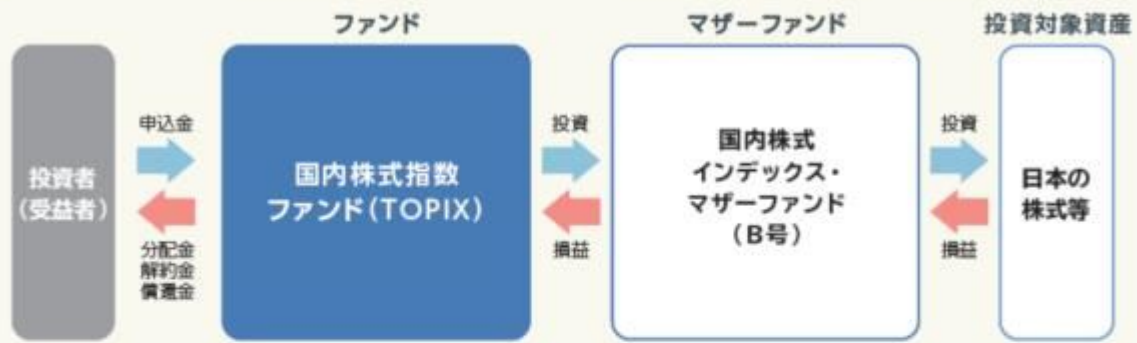 ファンド
マザーファンド
投資対象資産
投資者
（受益者）
申込金
分配金
解約金
償還金
国内株式指数
ファンド（TOPIX）
投資
損益
国内株式
インデックス・
マザーファンド
（B号）
投資
損益
日本の
株式等